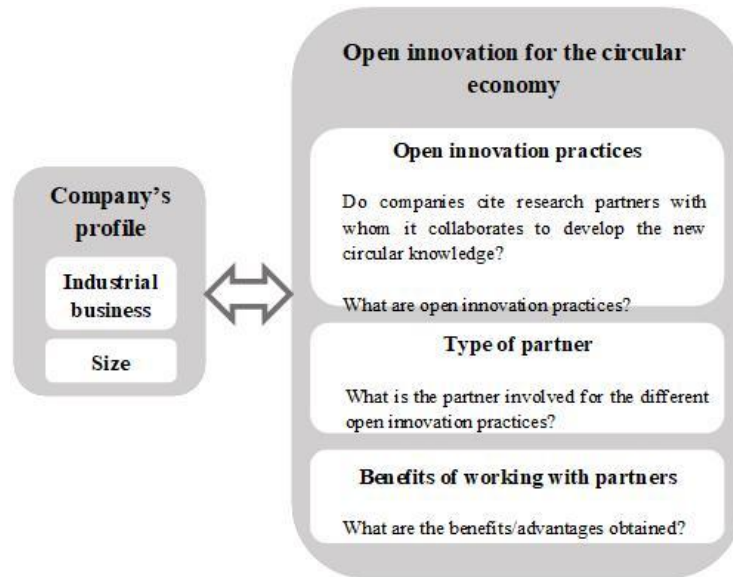 Company's
profile
Industrial
business
Size
Open innovation for the circular
economy
Open innovation practices
Do companies cite research partners with
whom it collaborates to develop the new
circular knowledge?
What are open innovation practices?
Type of partner
What is the partner involved for the different
open innovation practices?
Benefits of working with partners
What are the benefits/advantages obtained?